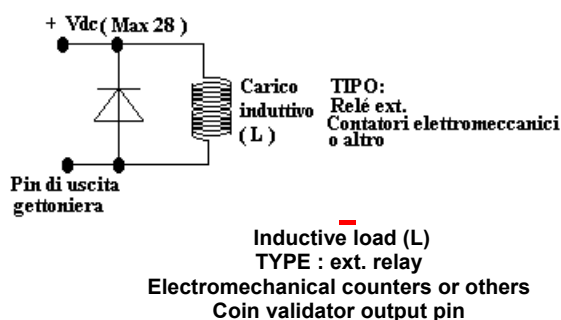 + Vdc ( Max 28 )
Carico
induttivo
( L )
TIPO:
Relé ext.
Contatori elettromeccanici
o altro
Pin di uscita
gettoniera
Inductive load (L)
TYPE : ext. relay
Electromechanical counters or others
Coin validator output pin